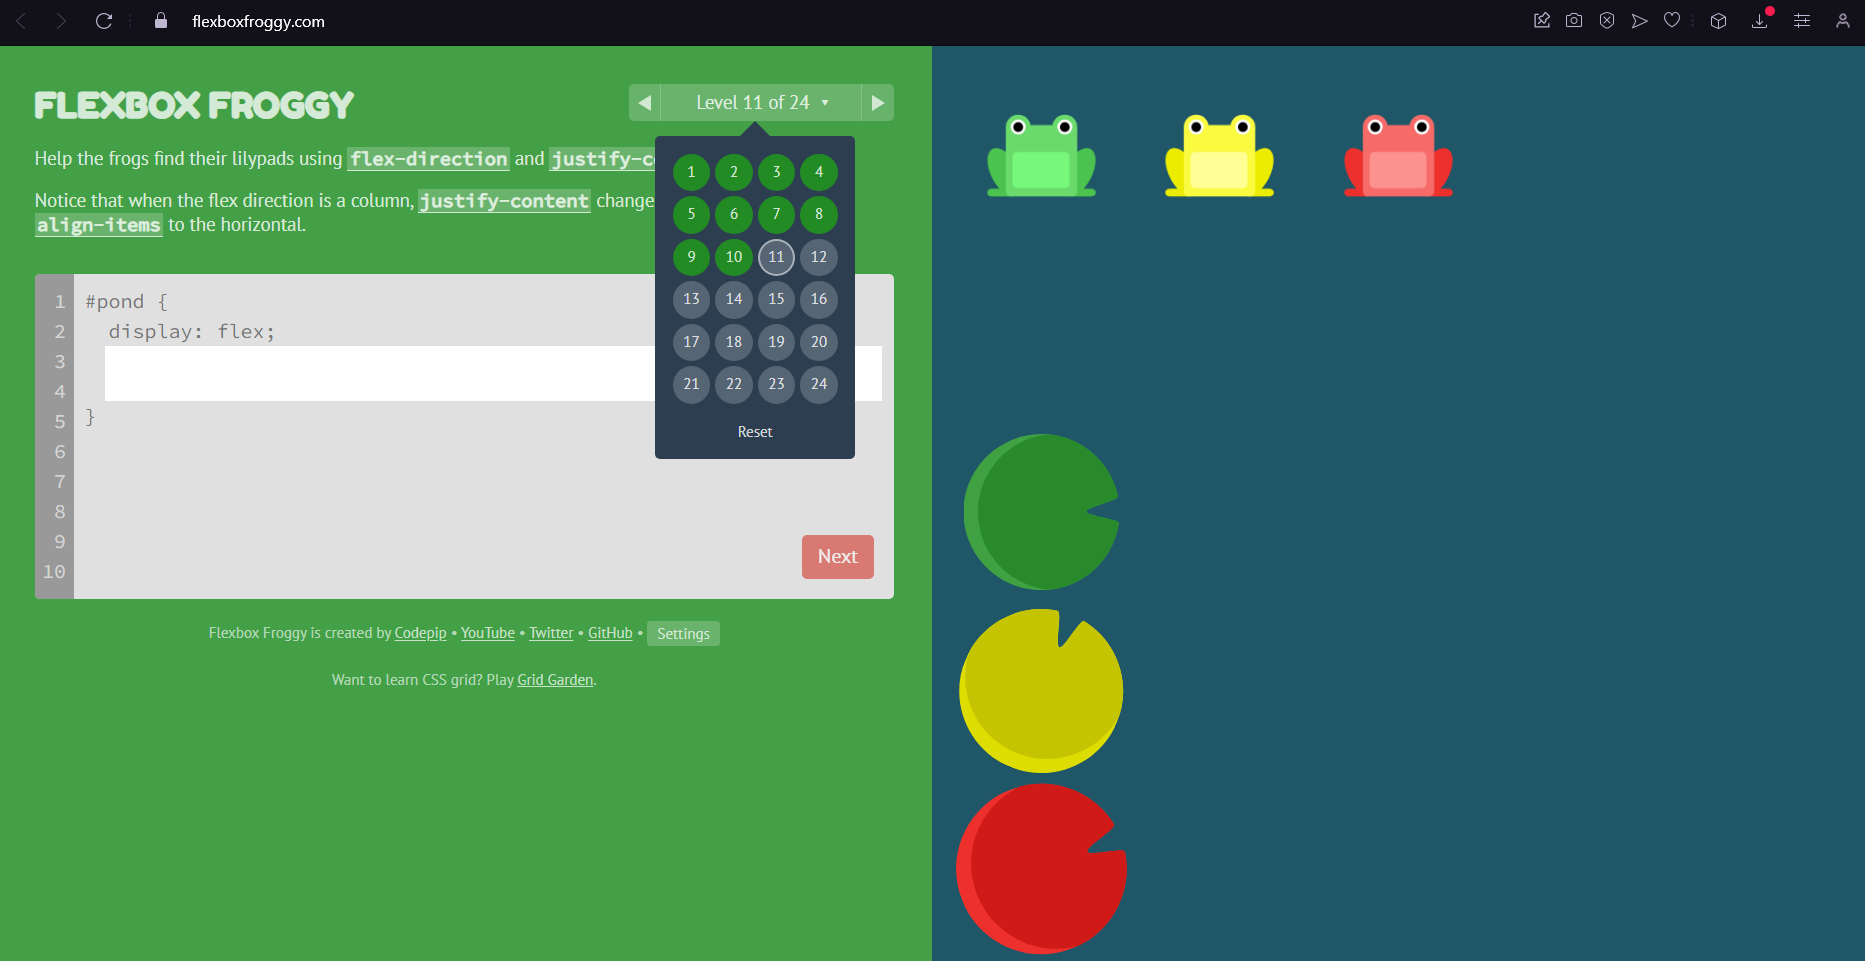 flexboxfroggy.com
FLEXBOX FROGGY
Level 11 of 24 ▼
Help the frogs find their lilypads using flex-direction and justify-c
Notice that when the flex direction is a column, justify-content change
align-items to the horizontal.
1 2 3 4
5 6 7 8
9 10 11 12
13 14 15 16
17 18 19 20
21 22 23 24
Reset
1 #pond {
2 display: flex;
3
4
5 }
6
7
8
9
10
Next
Flexbox Froggy is created by Codepip • YouTube • Twitter • GitHub • Settings
Want to learn CSS grid? Play Grid Garden.